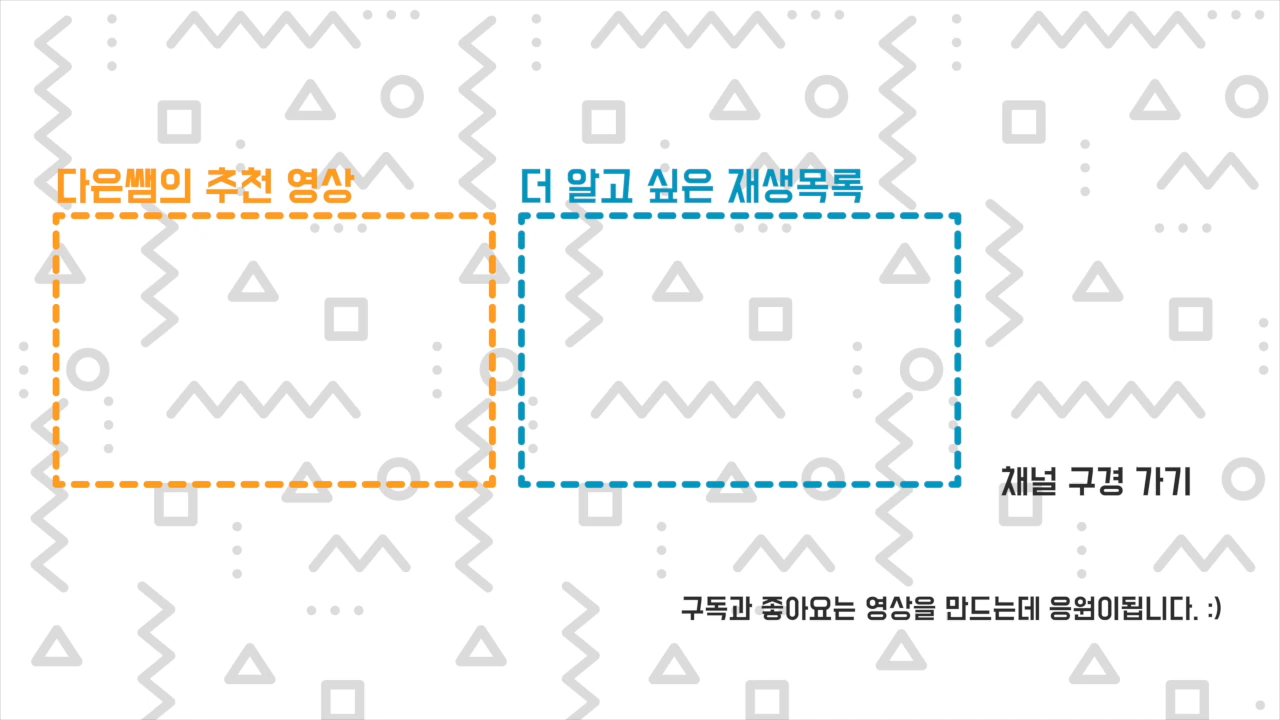 다은쌤의 추천 영상
더 알고 싶은 재생목록
채널 구경 가기
구독과 좋아요는 영상을 만드는데 응원이됩니다. :)